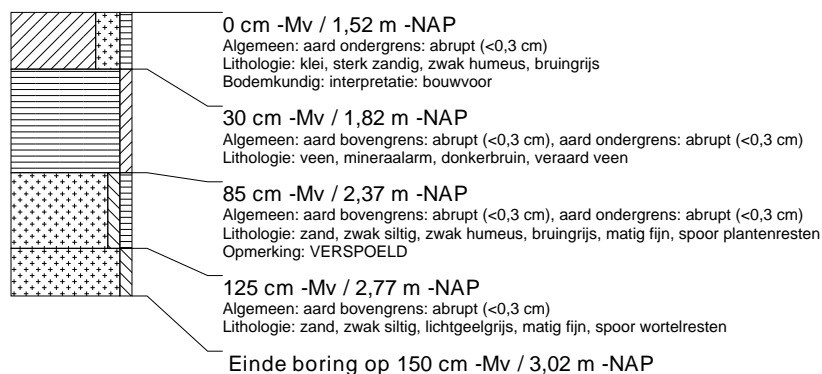 0 cm -Mv / 1,52 m -NAP
Algemeen: aard ondergrens: abrupt (<0,3 cm)
Lithologie: klei, sterk zandig, zwak humeus, bruingrijs
Bodemkundig: interpretatie: bouwvoor
30 cm -Mv / 1,82 m -NAP
Algemeen: aard bovengrens: abrupt (<0,3 cm), aard ondergrens: abrupt (<0,3 cm)
Lithologie: veen, mineraalarm, donkerbruin, veraard veen
85 cm -Mv / 2,37 m -NAP
Algemeen: aard bovengrens: abrupt (<0,3 cm), aard ondergrens: abrupt (<0,3 cm)
Lithologie: zand, zwak siltig, zwak humeus, bruingrijs, matig fijn, spoor plantenresten
Opmerking: VERSPOELD
125 cm -Mv / 2,77 m -NAP
Algemeen: aard bovengrens: abrupt (<0,3 cm)
Lithologie: zand, zwak siltig, lichtgeelgrijs, matig fijn, spoor wortelresten
Einde boring op 150 cm -Mv / 3,02 m -NAP